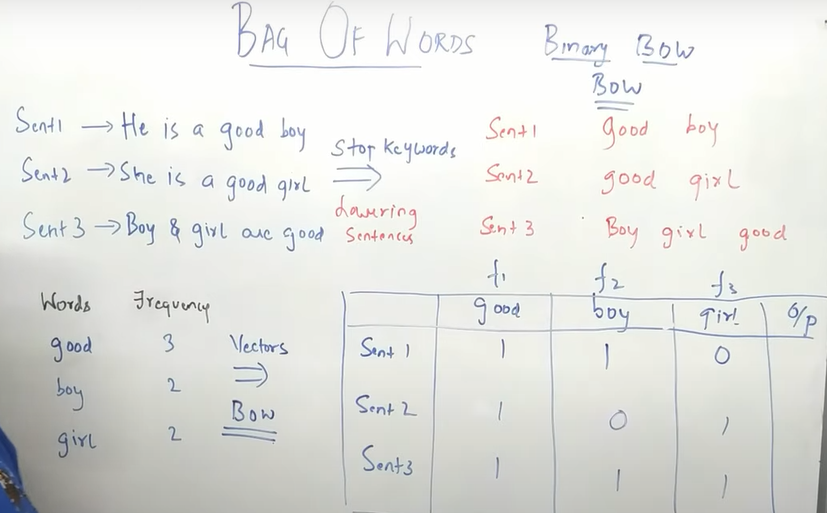 BAG OF WORDS
Binary BOW
BOW
Sent1 → He is a good boy
Sent2 → She is a good girl
Sent 3 → Boy & girl are good
Stop Keywords
⇒
Lowering
Sentences
Sent1 good boy
Sent2 good girl
Sent 3 Boy girl good
Words Frequency
good 3
boy 2
girl 2
Vectors
⇒
BOW
f1 f2 f3
good boy girl O/P
Sent 1 1 1 0
Sent 2 1 0 1
Sent3 1 1 1